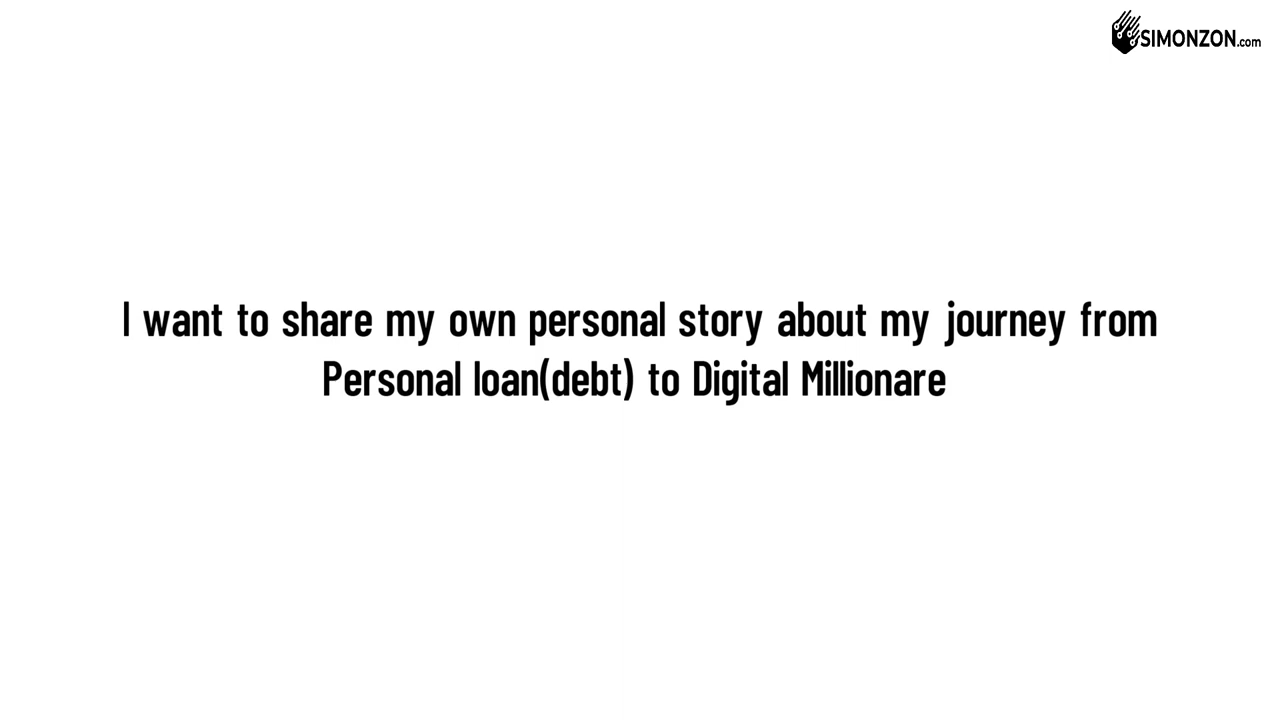 SIMONZON.com
I want to share my own personal story about my journey from
Personal loan(debt) to Digital Millionare